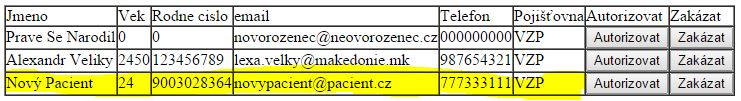 Jmeno Vek Rodne cislo email Telefon Pojišťovna Autorizovat Zakázat
Prave Se Narodil 0 0 novorozenec@neovorozenec.cz 000000000 VZP Autorizovat Zakázat
Alexandr Veliky 2450 123456789 lexa.velky@makedonie.mk 987654321 VZP Autorizovat Zakázat
Nový Pacient 24 9003028364 novypacient@pacient.cz 777333111 VZP Autorizovat Zakázat